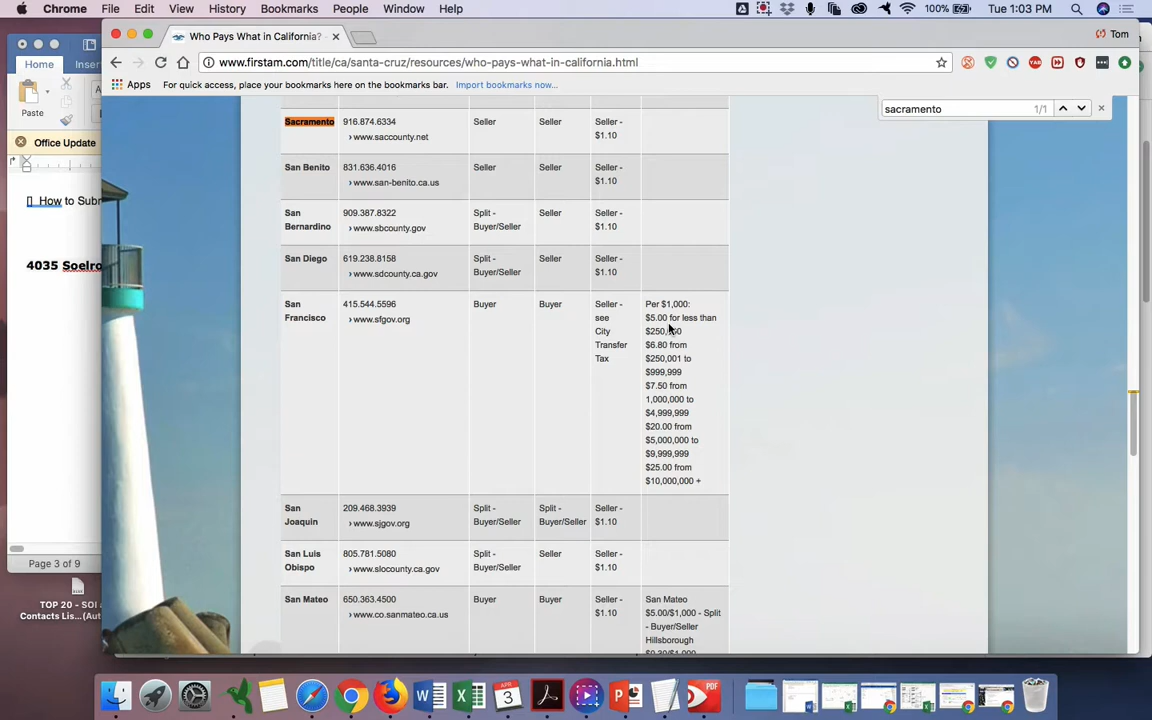 Chrome File Edit View History Bookmarks People Window Help 100% Tue 1:03 PM
Who Pays What in California?
Tom
www.firstam.com/title/ca/santa-cruz/resources/who-pays-what-in-california.html
Apps For quick access, place your bookmarks here on the bookmarks bar. Import bookmarks now...
sacramento 1/1
Home
Paste
Office Update
How to Subm
4035 Soelro
Page 3 of 9
TOP 20 - SOI
Contacts Lis...(Aut
Sacramento 916.874.6334 Seller Seller Seller -
› www.saccounty.net $1.10
San Benito 831.636.4016 Seller Seller Seller -
› www.san-benito.ca.us $1.10
San 909.387.8322 Split - Seller Seller -
Bernardino › www.sbcounty.gov Buyer/Seller $1.10
San Diego 619.238.8158 Split - Seller Seller -
› www.sdcounty.ca.gov Buyer/Seller $1.10
San 415.544.5596 Buyer Buyer Seller - Per $1,000:
Francisco › www.sfgov.org see $5.00 for less than
City
Transfer $6.80 from
Tax $250,001 to
$999,999
$7.50 from
1,000,000 to
$4,999,999
$20.00 from
$5,000,000 to
$9,999,999
$25.00 from
$10,000,000 +
San 209.468.3939 Split - Split - Seller -
Joaquin › www.sjgov.org Buyer/Seller Buyer/Seller $1.10
San Luis 805.781.5080 Split - Seller Seller -
Obispo › www.slocounty.ca.gov Buyer/Seller $1.10
San Mateo 650.363.4500 Buyer Buyer Seller - San Mateo
› www.co.sanmateo.ca.us $1.10 $5.00/$1,000 - Split
- Buyer/Seller
Hillsborough
$0.30/$1,000
APR
3
PDF